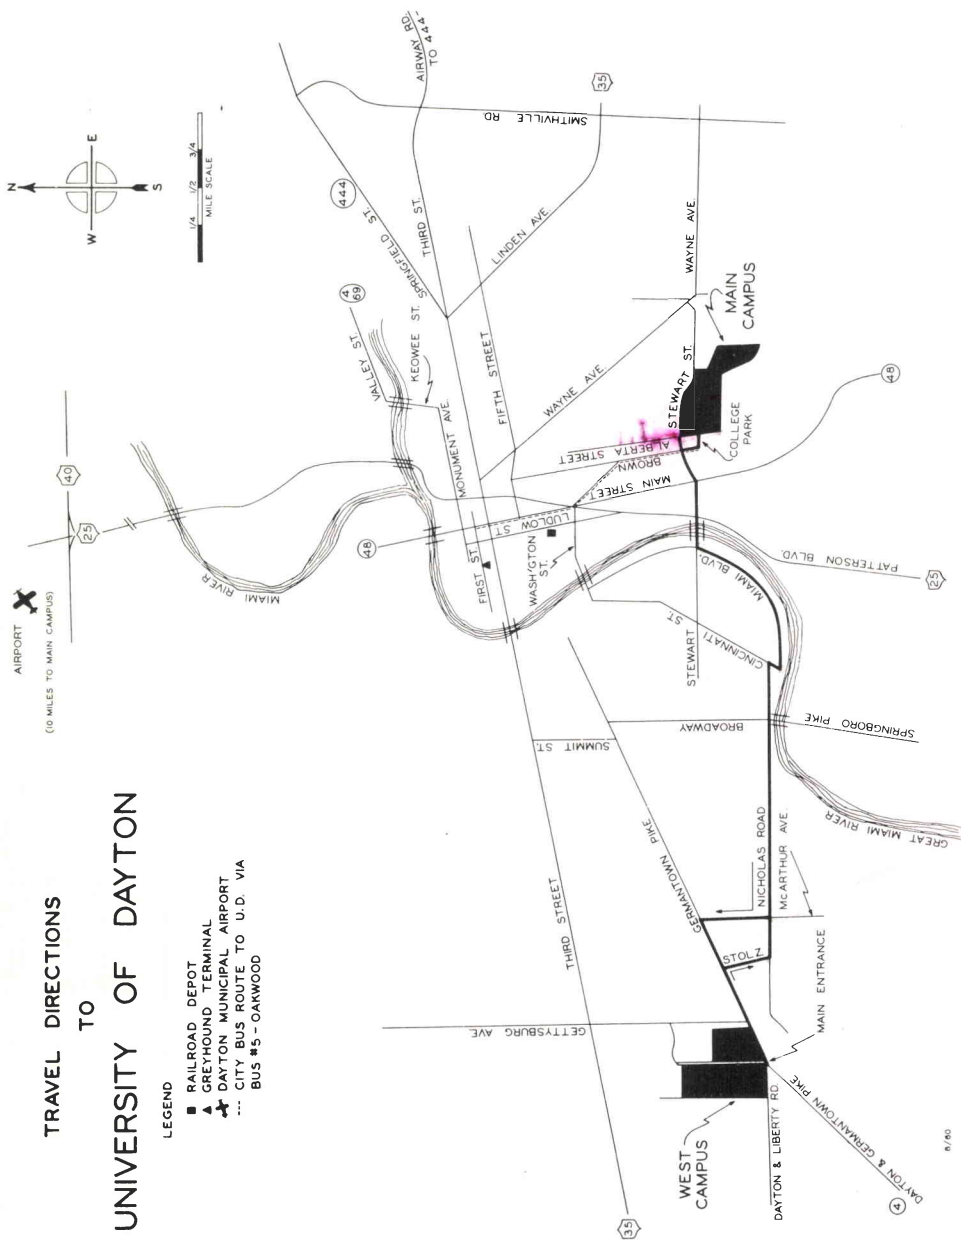 TRAVEL DIRECTIONS
TO
UNIVERSITY OF DAYTON
LEGEND
■ RAILROAD DEPOT
▲ GREYHOUND TERMINAL
DAYTON MUNICIPAL AIRPORT
--- CITY BUS ROUTE TO U.D. VIA
BUS #5 - OAKWOOD
AIRPORT
(10 MILES TO MAIN CAMPUS)
N
W
E
S
1/4
1/2
3/4
MILE SCALE
40
25
MIAMI RIVER
MIAMI RIVER
48
4
69
VALLEY ST.
KEOWEE ST.
MONUMENT AVE.
444
SPRINGFIELD ST.
THIRD ST.
AIRWAY RD.
TO 444
SMITHVILLE RD.
35
LINDEN AVE.
FIFTH STREET
WAYNE AVE.
WAYNE AVE.
FIRST ST.
LUDLOW ST.
WASH'GTON
ST.
MAIN STREET
BROWN
ALBERTA STREET
STEWART ST.
MAIN
CAMPUS
COLLEGE
PARK
48
PATTERSON BLVD.
25
MIAMI BLVD.
CINCINNATI ST.
STEWART
BROADWAY
SPRINGBORO PIKE
GREAT MIAMI RIVER
SUMMIT ST.
THIRD STREET
GERMANTOWN PIKE
NICHOLAS ROAD
McARTHUR AVE.
STOLZ
MAIN ENTRANCE
GETTYSBURG AVE.
WEST
CAMPUS
DAYTON & LIBERTY RD.
DAYTON & GERMANTOWN PIKE
4
35
8/60